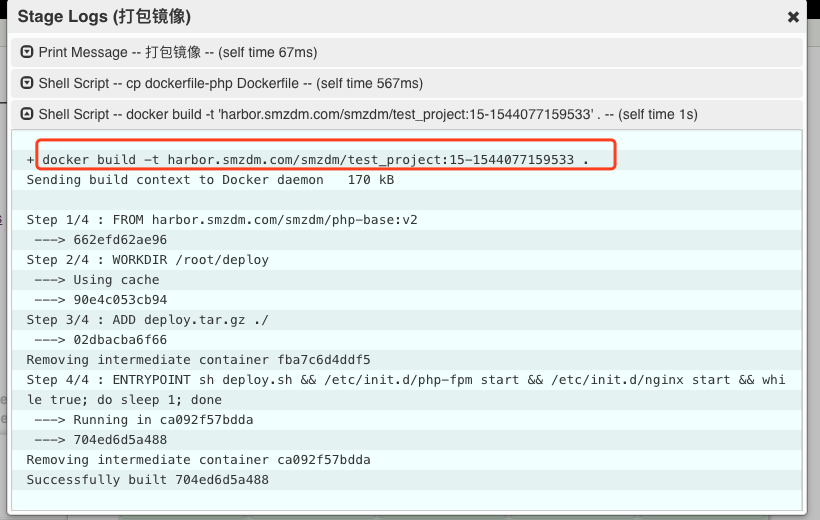 Stage Logs (打包镜像)
Print Message -- 打包镜像 -- (self time 67ms)
Shell Script -- cp dockerfile-php Dockerfile -- (self time 567ms)
Shell Script -- docker build -t 'harbor.smzdm.com/smzdm/test_project:15-1544077159533' . -- (self time 1s)
+ docker build -t harbor.smzdm.com/smzdm/test_project:15-1544077159533 .
Sending build context to Docker daemon   170 kB
Step 1/4 : FROM harbor.smzdm.com/smzdm/php-base:v2
---> 662efd62ae96
Step 2/4 : WORKDIR /root/deploy
---> Using cache
---> 90e4c053cb94
Step 3/4 : ADD deploy.tar.gz ./
---> 02dbacba6f66
Removing intermediate container fba7c6d4ddf5
Step 4/4 : ENTRYPOINT sh deploy.sh && /etc/init.d/php-fpm start && /etc/init.d/nginx start && whi
le true; do sleep 1; done
---> Running in ca092f57bdda
---> 704ed6d5a488
Removing intermediate container ca092f57bdda
Successfully built 704ed6d5a488